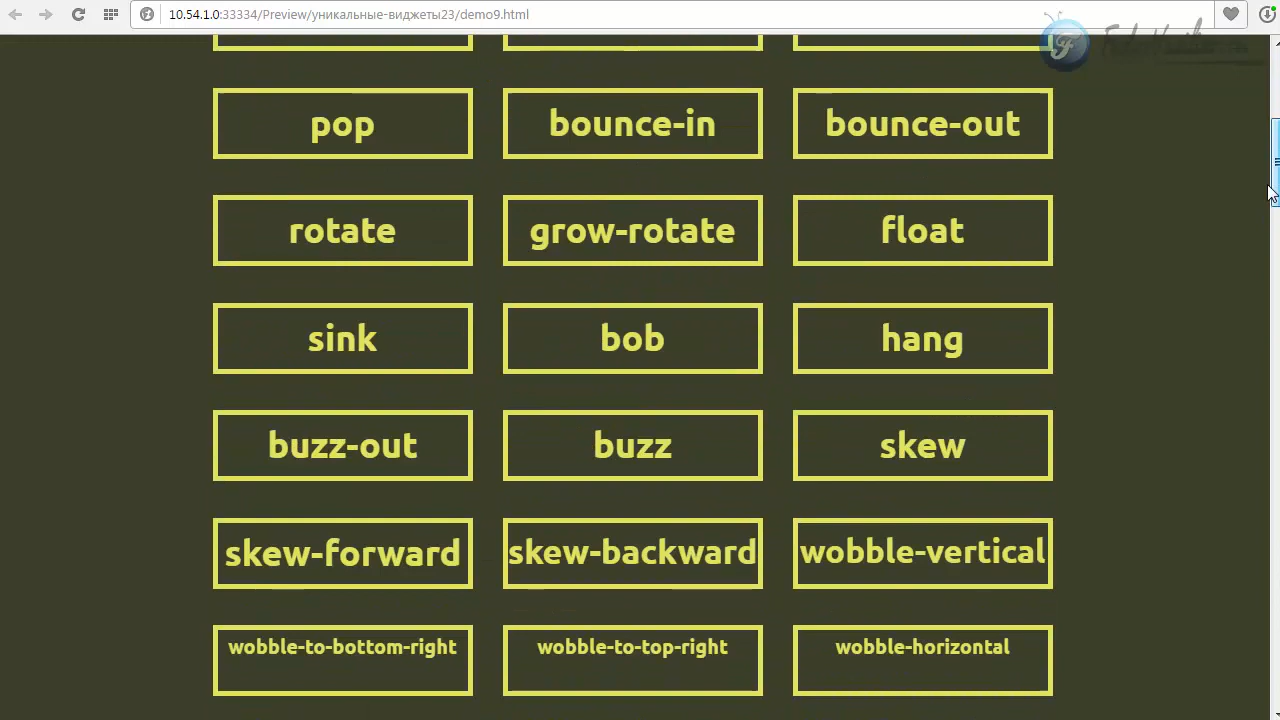 10.54.1.0:33334/Preview/уникальные-виджеты23/demo9.html
pop
bounce-in
bounce-out
rotate
grow-rotate
float
sink
bob
hang
buzz-out
buzz
skew
skew-forward
skew-backward
wobble-vertical
wobble-to-bottom-right
wobble-to-top-right
wobble-horizontal